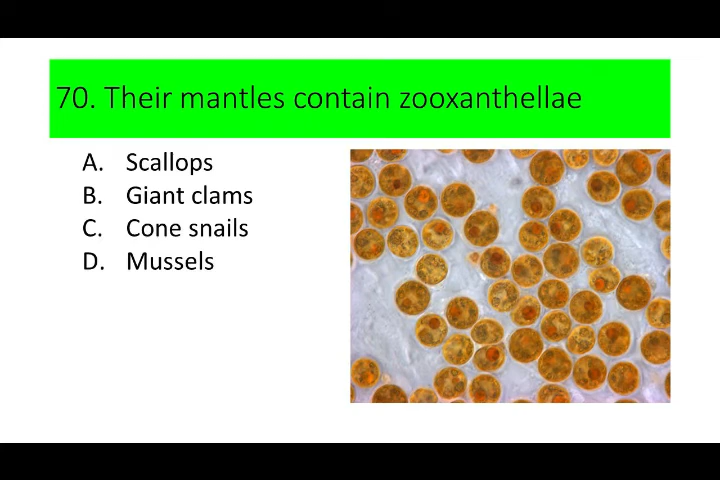 70. Their mantles contain zooxanthellae
A. Scallops
B. Giant clams
C. Cone snails
D. Mussels